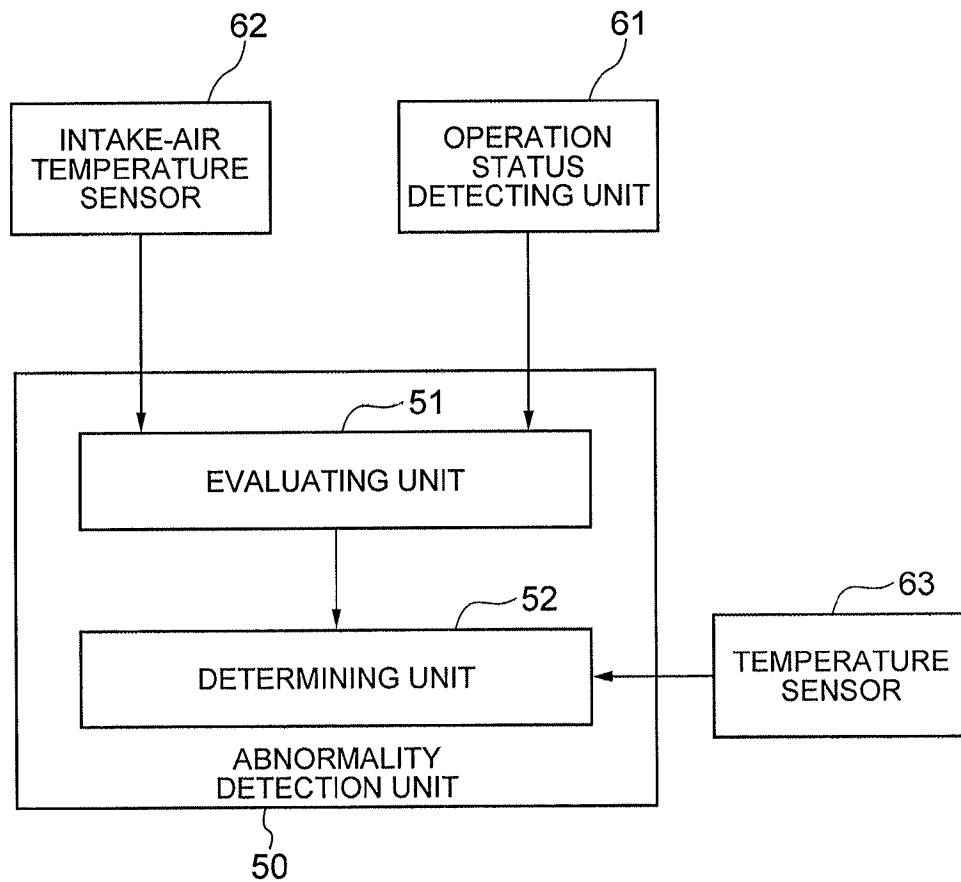 62
61
INTAKE-AIR
TEMPERATURE
SENSOR
OPERATION
STATUS
DETECTING UNIT
51
EVALUATING UNIT
52
63
DETERMINING UNIT
TEMPERATURE
SENSOR
ABNORMALITY
DETECTION UNIT
50